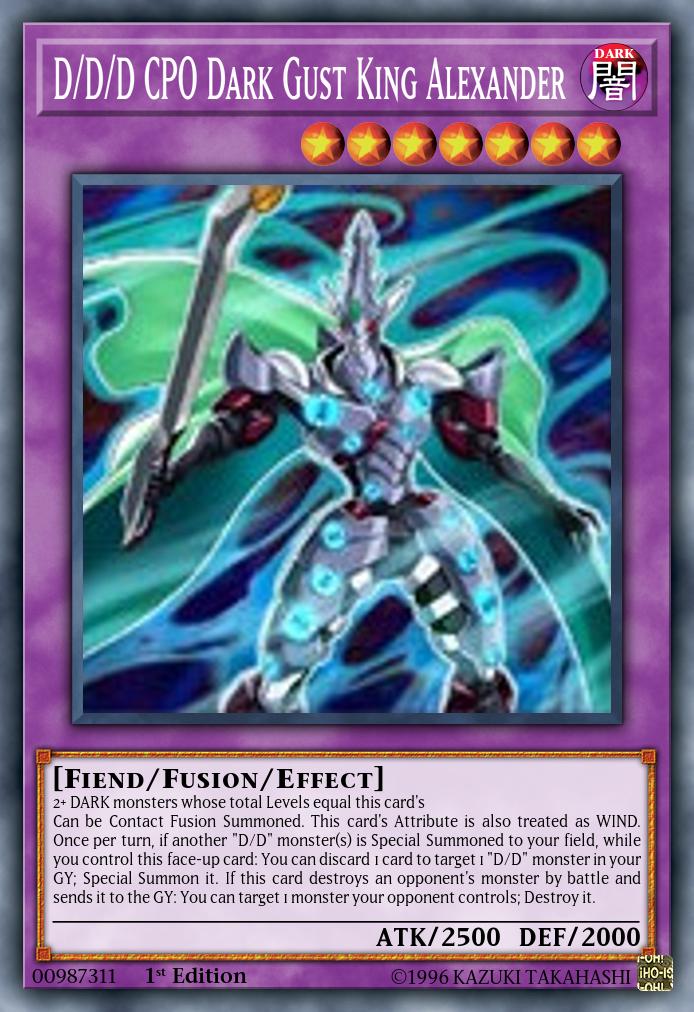 D/D/D CPO Dark Gust King Alexander
DARK
闇
[Fiend/Fusion/Effect]
2+ DARK monsters whose total Levels equal this card's
Can be Contact Fusion Summoned. This card's Attribute is also treated as WIND.
Once per turn, if another "D/D" monster(s) is Special Summoned to your field, while
you control this face-up card: You can discard 1 card to target 1 "D/D" monster in your
GY; Special Summon it. If this card destroys an opponent's monster by battle and
sends it to the GY: You can target 1 monster your opponent controls; Destroy it.
ATK/2500 DEF/2000
00987311 1st Edition ©1996 KAZUKI TAKAHASHI